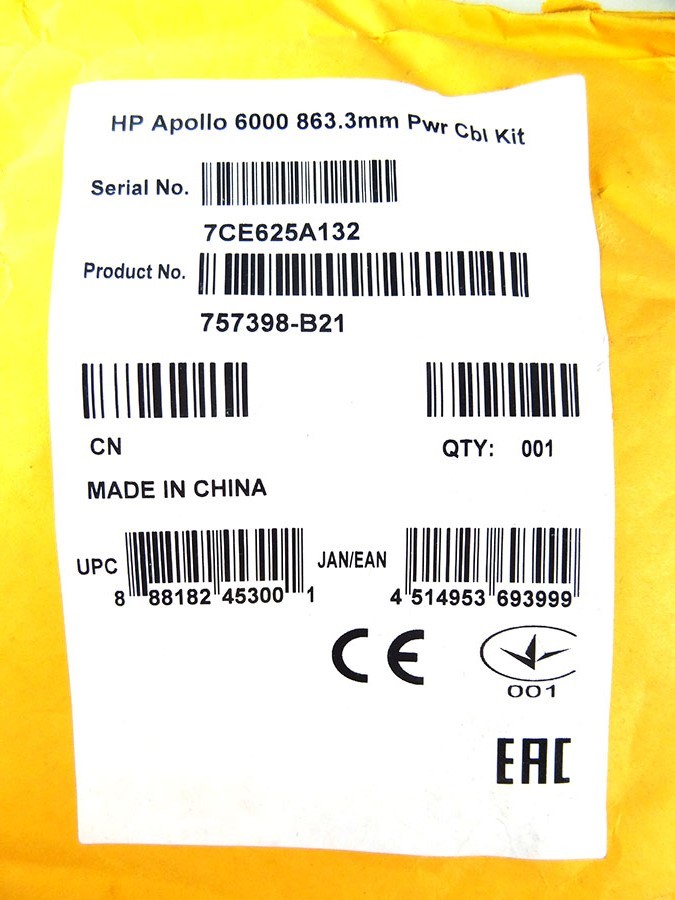 HP Apollo 6000 863.3mm Pwr Cbl Kit
Serial No.
7CE625A132
Product No.
757398-B21
CN
QTY: 001
MADE IN CHINA
UPC
8 88182 45300 1
JAN/EAN
4 514953 693999
CE
001
EAC